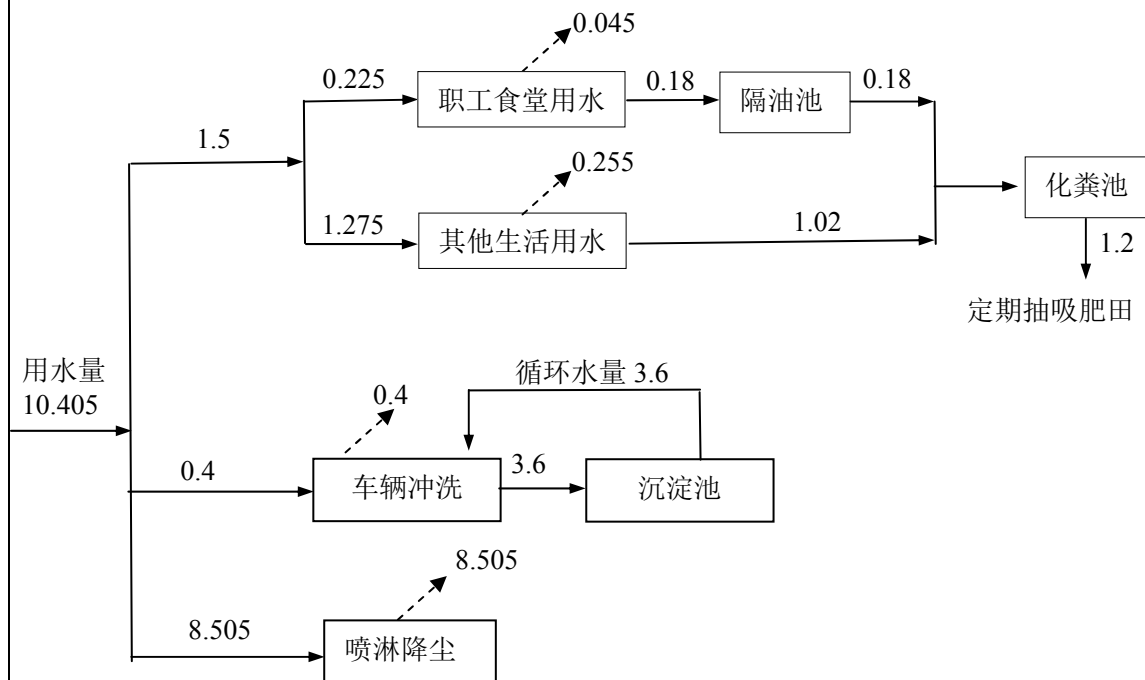 0.045
0.225
职工食堂用水
0.18
隔油池
0.18
1.5
0.255
化粪池
1.275
其他生活用水
1.02
1.2
定期抽吸肥田
用水量
10.405
循环水量 3.6
0.4
0.4
车辆冲洗
3.6
沉淀池
8.505
8.505
喷淋降尘